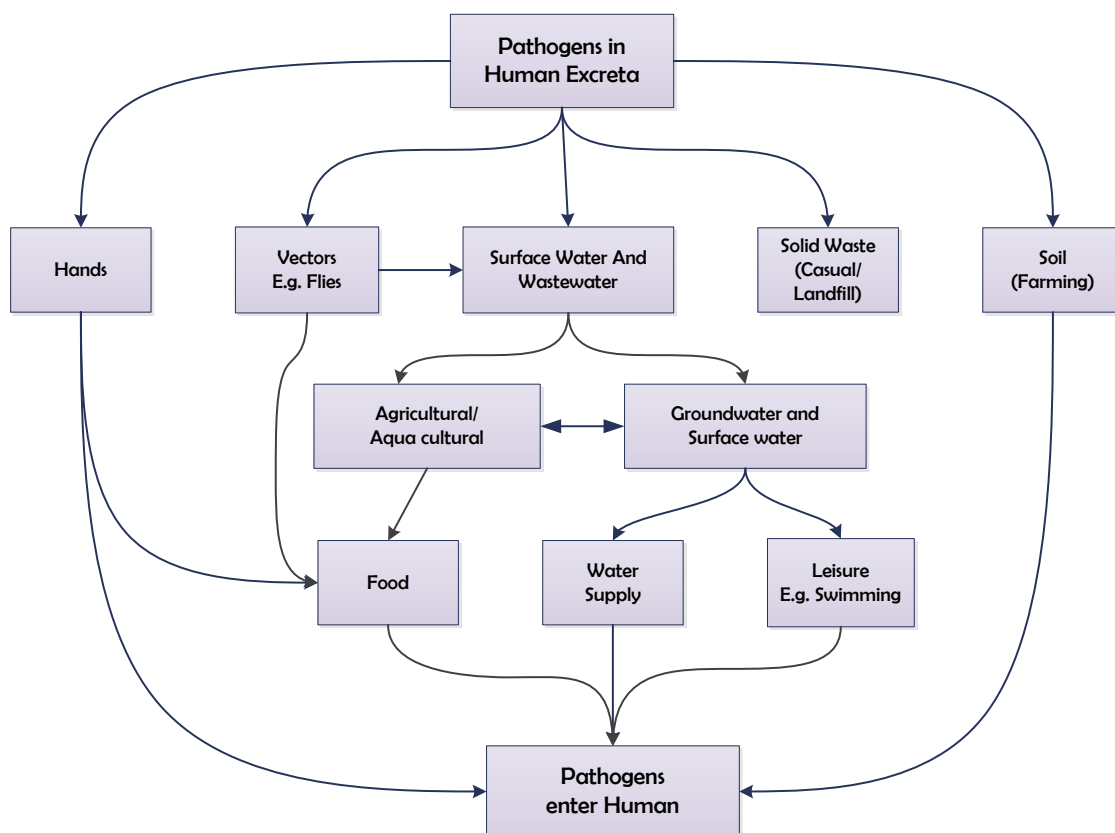 Pathogens in
Human Excreta
Hands
Vectors
E.g. Flies
Surface Water And
Wastewater
Solid Waste
(Casual/
Landfill)
Soil
(Farming)
Agricultural/
Aqua cultural
Groundwater and
Surface water
Food
Water
Supply
Leisure
E.g. Swimming
Pathogens
enter Human